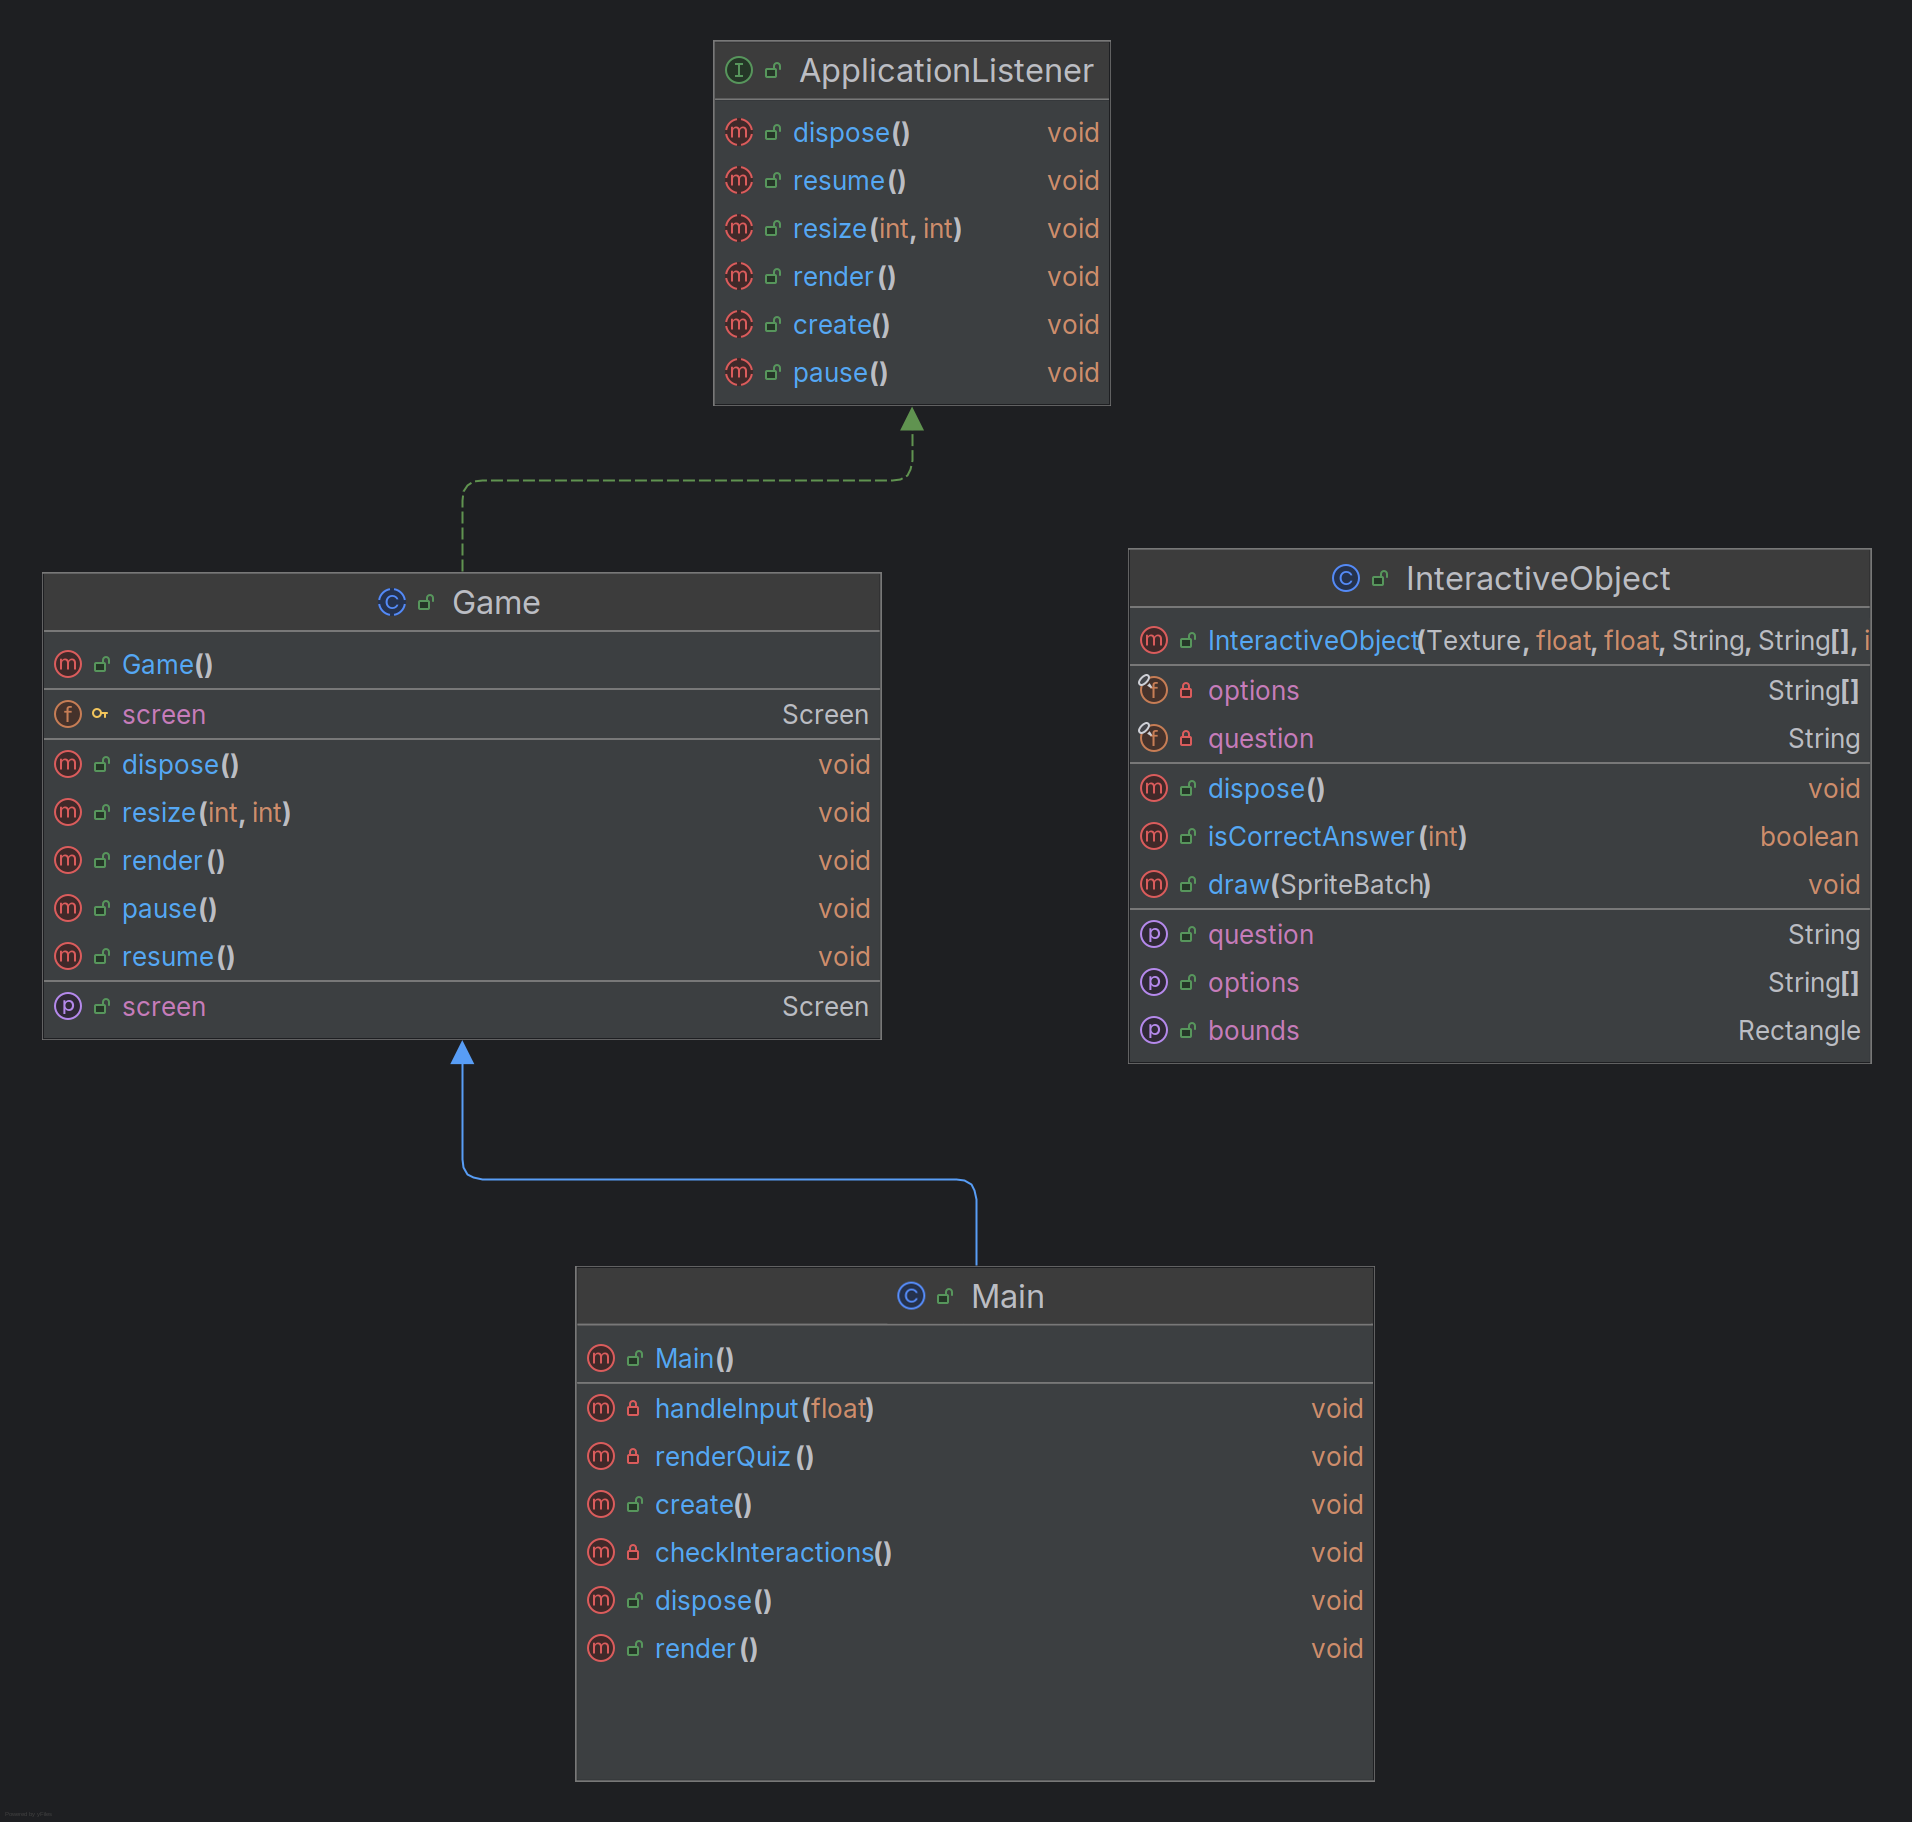 ApplicationListener
dispose() void
resume() void
resize(int, int) void
render() void
create() void
pause() void
Game
Game()
screen Screen
dispose() void
resize(int, int) void
render() void
pause() void
resume() void
screen Screen
InteractiveObject
InteractiveObject(Texture, float, float, String, String[], i
options String[]
question String
dispose() void
isCorrectAnswer(int) boolean
draw(SpriteBatch) void
question String
options String[]
bounds Rectangle
Main
Main()
handleInput(float) void
renderQuiz() void
create() void
checkInteractions() void
dispose() void
render() void
Powered by yFiles